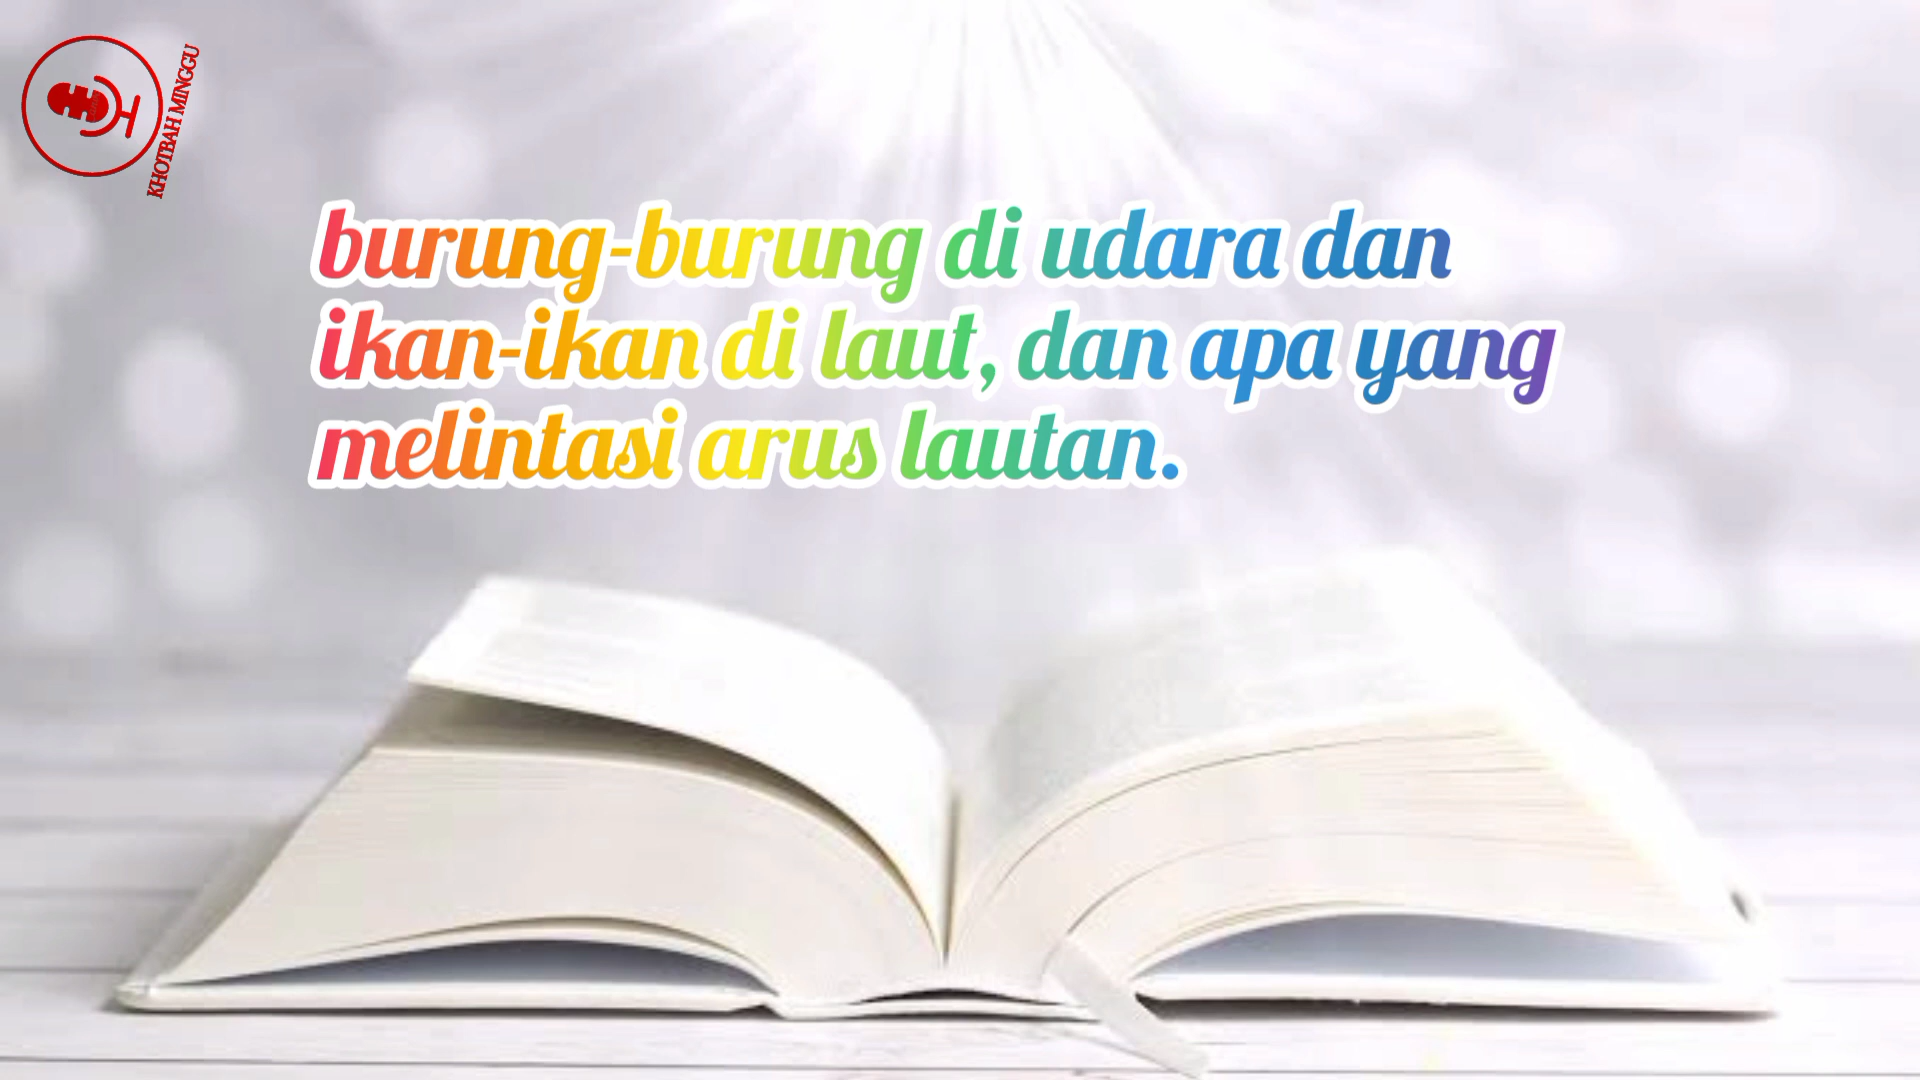 KHOTBAH MINGGU
burung-burung di udara dan
ikan-ikan di laut, dan apa yang
melintasi arus lautan.